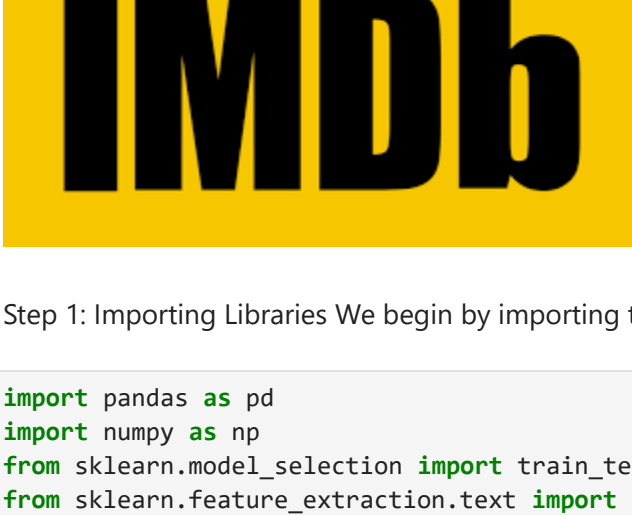 IMDb
Step 1: Importing Libraries We begin by importing
import pandas as pd
import numpy as np
from sklearn.model_selection import train_te
from sklearn.feature_extraction.text import